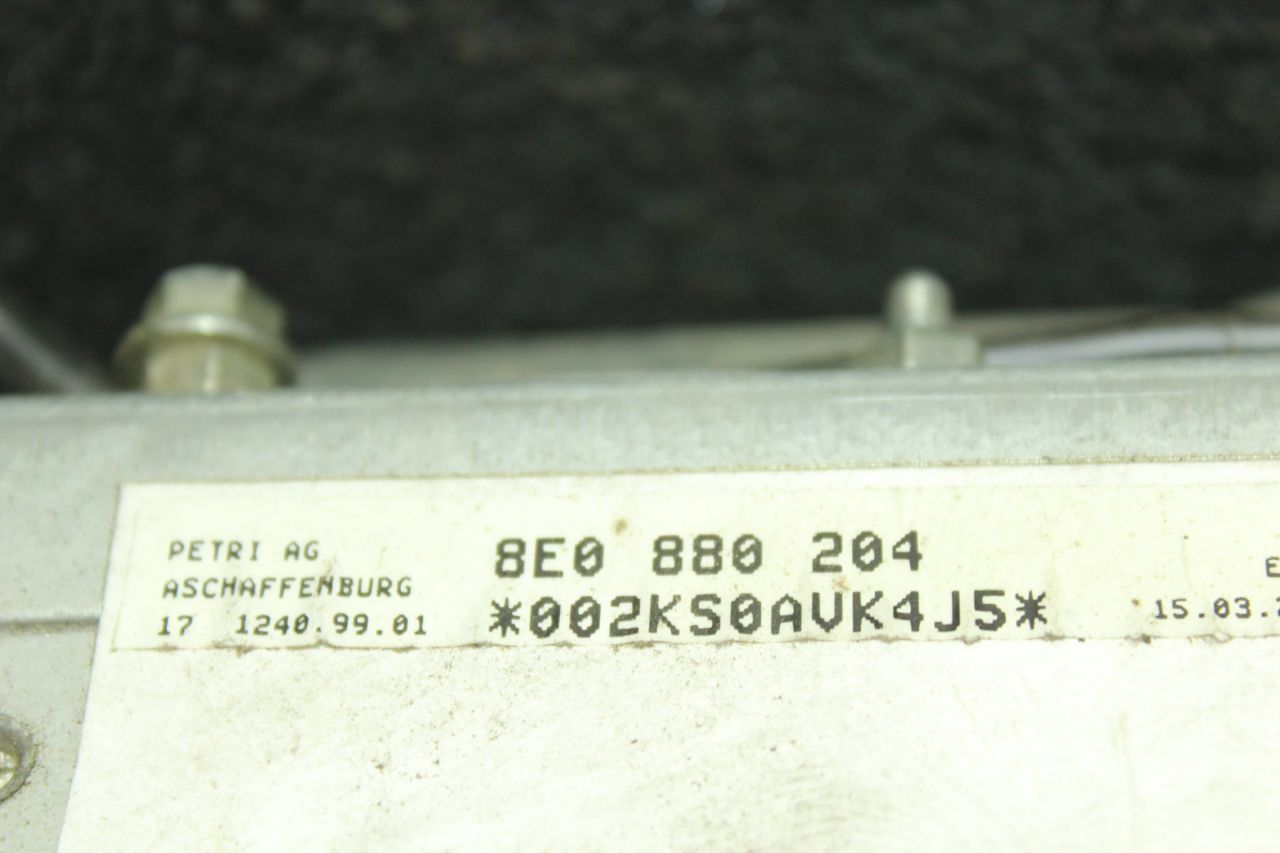 PETRI AG
ASCHAFFENBURG
17 1240.99.01
8E0 880 204
*002KS0AVK4J5*
E
15.03.